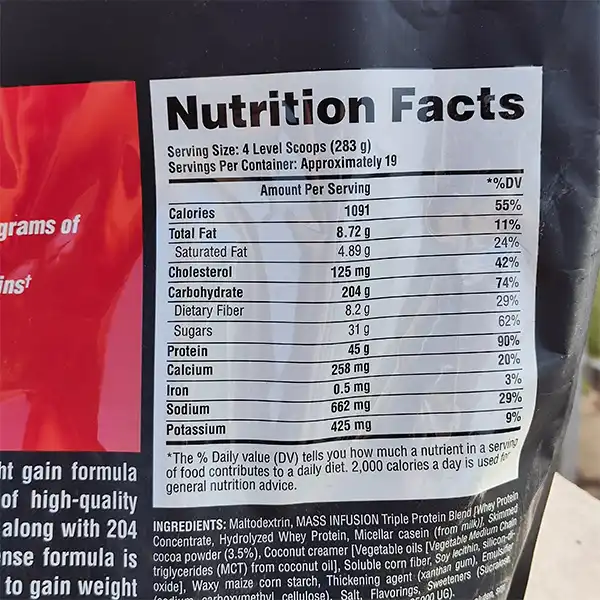 grams of
ins†
ht gain formula
of high-quality
along with 204
ense formula is
to gain weight
Nutrition Facts
Serving Size: 4 Level Scoops (283 g)
Servings Per Container: Approximately 19
Amount Per Serving *%DV
Calories 1091 55%
Total Fat 8.72 g 11%
Saturated Fat 4.89 g 24%
Cholesterol 125 mg 42%
Carbohydrate 204 g 74%
Dietary Fiber 8.2 g 29%
Sugars 31 g 62%
Protein 45 g 90%
Calcium 258 mg 20%
Iron 0.5 mg 3%
Sodium 662 mg 29%
Potassium 425 mg 9%
*The % Daily value (DV) tells you how much a nutrient in a serving
of food contributes to a daily diet. 2,000 calories a day is used for
general nutrition advice.
INGREDIENTS: Maltodextrin, MASS INFUSION Triple Protein Blend [Whey Protein
Concentrate, Hydrolyzed Whey Protein, Micellar casein (from milk)], Skimmed
cocoa powder (3.5%), Coconut creamer [Vegetable oils [Vegetable Medium Chain
triglycerides (MCT) from coconut oil], Soluble corn fiber, Soy lecithin, silicon-di-
oxide], Waxy maize corn starch, Thickening agent (xanthan gum), Emulsifier
(sodium carboxymethyl cellulose), Salt, Flavorings, Sweeteners (Sucralose,